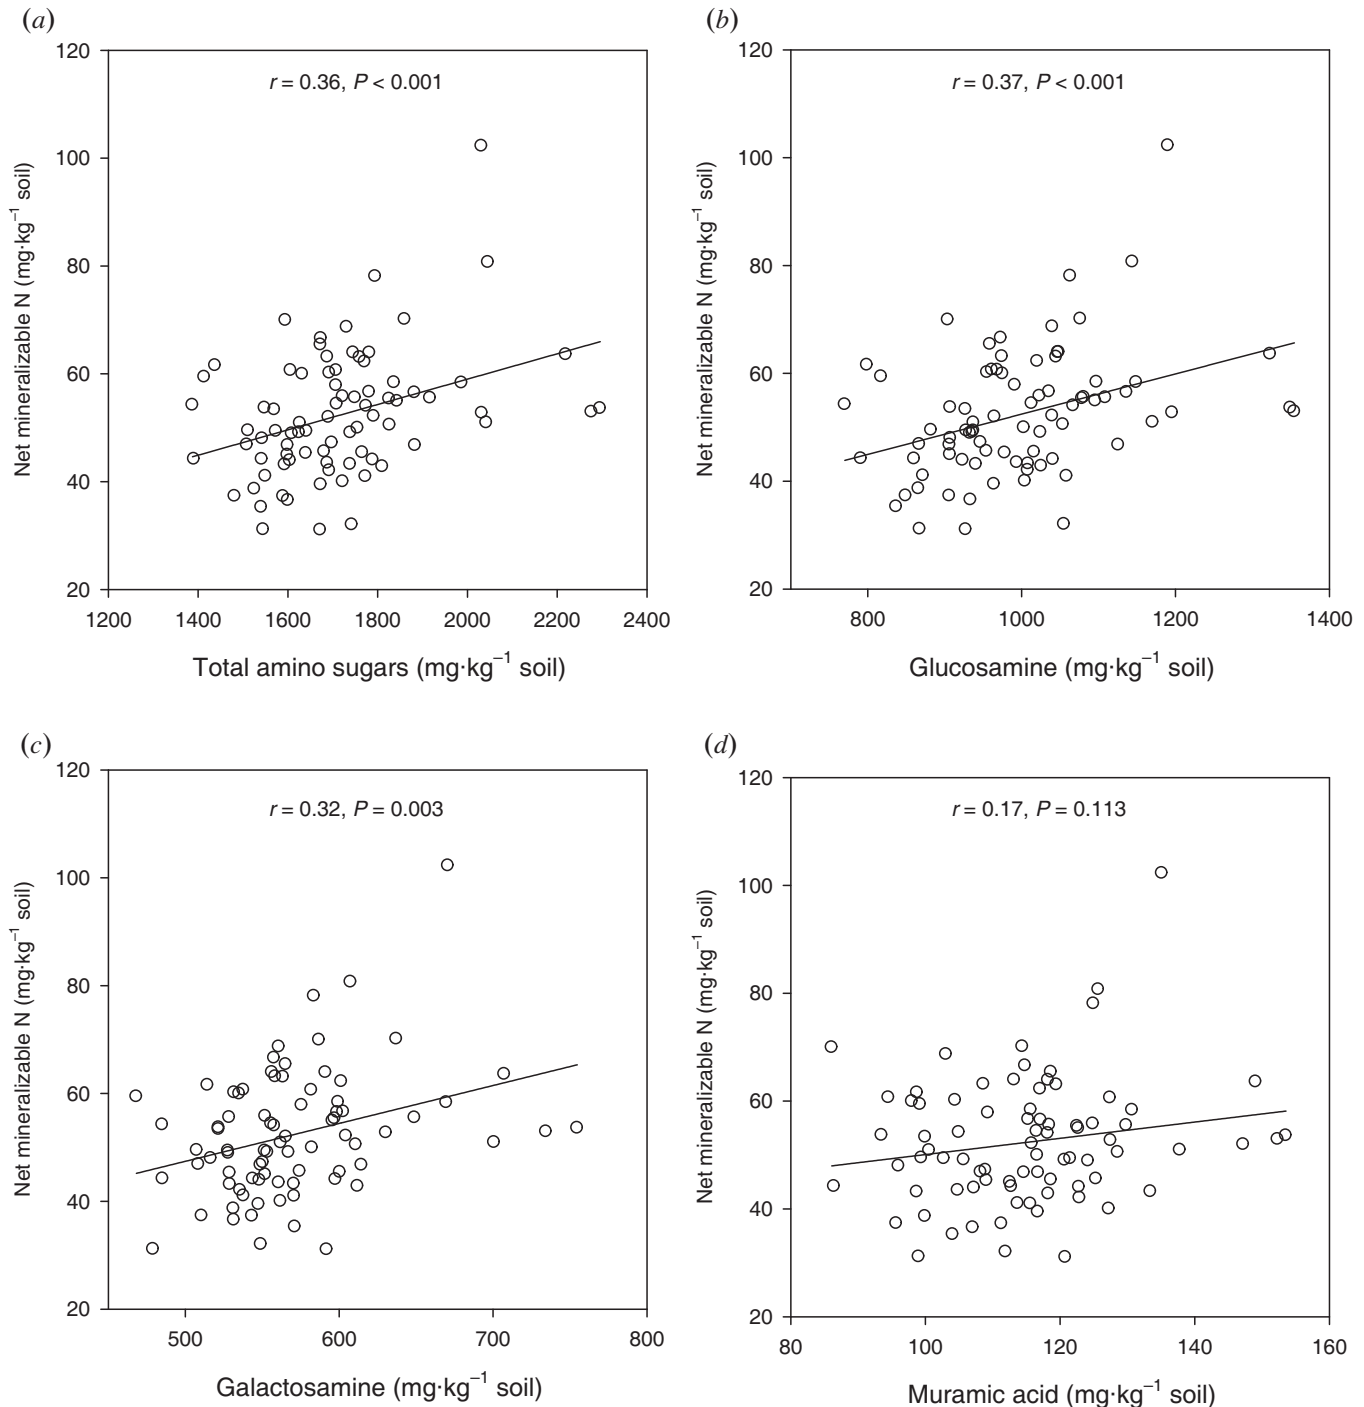 (a)
r = 0.36, P < 0.001
120
100
80
60
40
20
1200 1400 1600 1800 2000 2200 2400
Net mineralizable N (mg·kg⁻¹ soil)
Total amino sugars (mg·kg⁻¹ soil)
(b)
r = 0.37, P < 0.001
120
100
80
60
40
20
800 1000 1200 1400
Net mineralizable N (mg·kg⁻¹ soil)
Glucosamine (mg·kg⁻¹ soil)
(c)
r = 0.32, P = 0.003
120
100
80
60
40
20
500 600 700 800
Net mineralizable N (mg·kg⁻¹ soil)
Galactosamine (mg·kg⁻¹ soil)
(d)
r = 0.17, P = 0.113
120
100
80
60
40
20
80 100 120 140 160
Net mineralizable N (mg·kg⁻¹ soil)
Muramic acid (mg·kg⁻¹ soil)